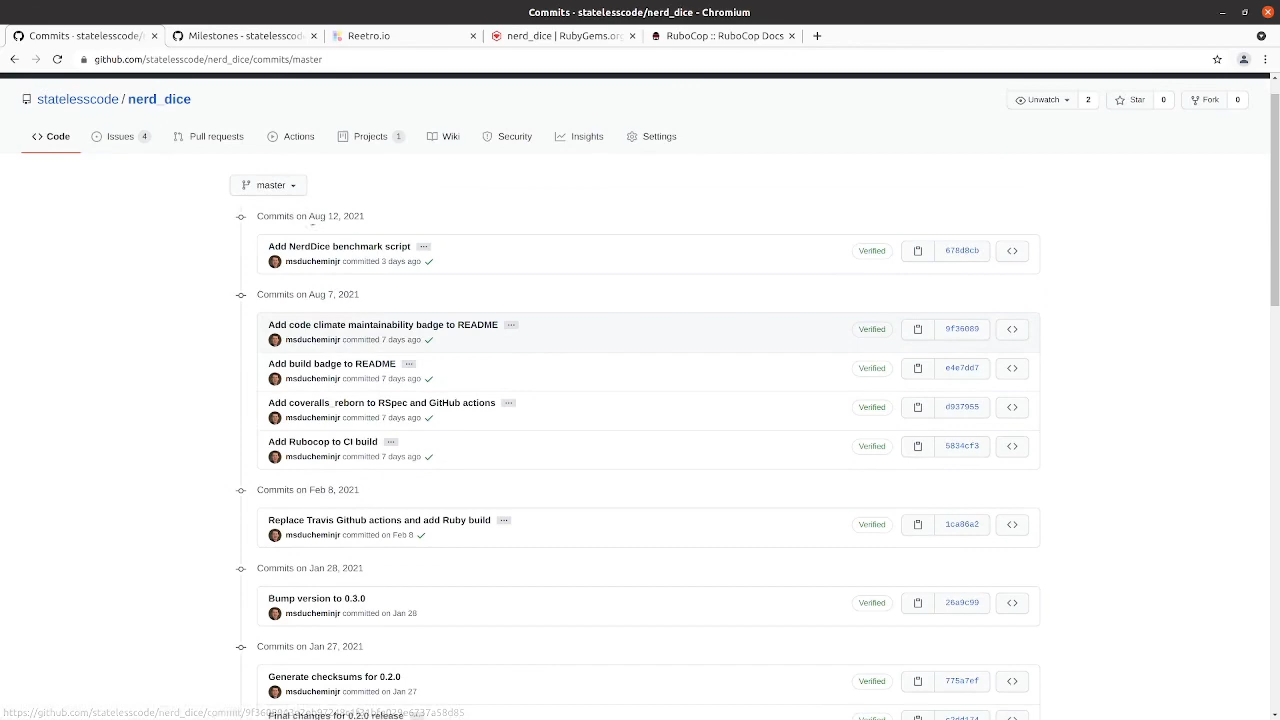 Commits - statelesscode/nerd_dice - Chromium
Commits - statelesscode/
Milestones - statelesscod
Reetro.io
nerd_dice | RubyGems.org
RuboCop :: RuboCop Docs
github.com/statelesscode/nerd_dice/commits/master
statelesscode / nerd_dice
Unwatch 2
Star 0
Fork 0
Code
Issues 4
Pull requests
Actions
Projects 1
Wiki
Security
Insights
Settings
master
Commits on Aug 12, 2021
Add NerdDice benchmark script ...
msducheminjr committed 3 days ago
Verified
678d8cb
Commits on Aug 7, 2021
Add code climate maintainability badge to README ...
msducheminjr committed 7 days ago
Verified
9f36089
Add build badge to README ...
msducheminjr committed 7 days ago
Verified
e4e7dd7
Add coveralls_reborn to RSpec and GitHub actions ...
msducheminjr committed 7 days ago
Verified
d937955
Add Rubocop to CI build ...
msducheminjr committed 7 days ago
Verified
5834cf3
Commits on Feb 8, 2021
Replace Travis Github actions and add Ruby build ...
msducheminjr committed on Feb 8
Verified
1ca86a2
Commits on Jan 28, 2021
Bump version to 0.3.0
msducheminjr committed on Jan 28
Verified
26a9c99
Commits on Jan 27, 2021
Generate checksums for 0.2.0
msducheminjr committed on Jan 27
Verified
775a7ef
Final changes for 0.2.0 release
Verified